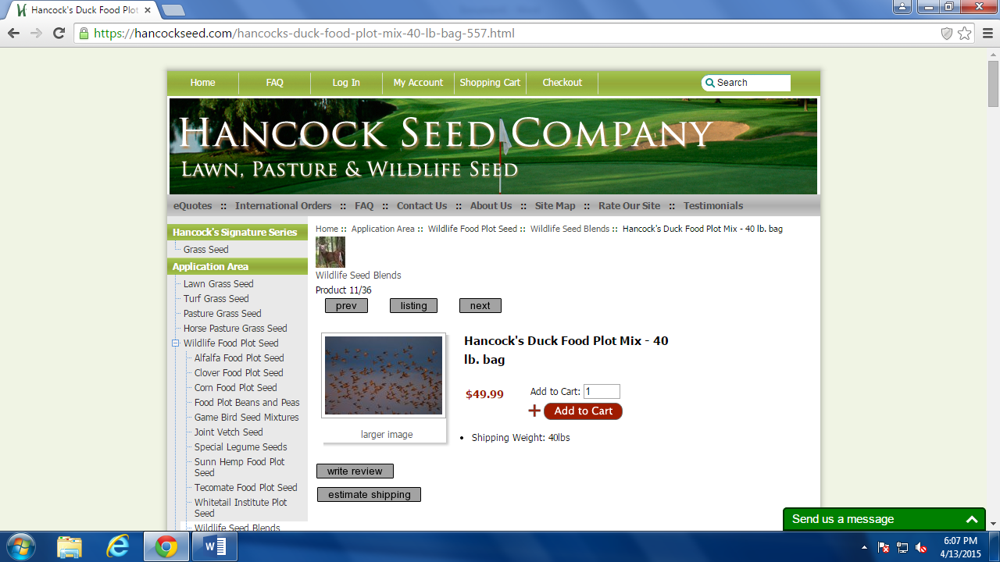 Hancock's Duck Food Plot
https://hancockseed.com/hancocks-duck-food-plot-mix-40-lb-bag-557.html
Home FAQ Log In My Account Shopping Cart Checkout Search
HANCOCK SEED COMPANY
LAWN, PASTURE & WILDLIFE SEED
eQuotes :: International Orders :: FAQ :: Contact Us :: About Us :: Site Map :: Rate Our Site :: Testimonials
Hancock's Signature Series
Grass Seed
Application Area
Lawn Grass Seed
Turf Grass Seed
Pasture Grass Seed
Horse Pasture Grass Seed
Wildlife Food Plot Seed
Alfalfa Food Plot Seed
Clover Food Plot Seed
Corn Food Plot Seed
Food Plot Beans and Peas
Game Bird Seed Mixtures
Joint Vetch Seed
Special Legume Seeds
Sunn Hemp Food Plot
Seed
Tecomate Food Plot Seed
Whitetail Institute Plot
Seed
Wildlife Seed Blends
Home :: Application Area :: Wildlife Food Plot Seed :: Wildlife Seed Blends :: Hancock's Duck Food Plot Mix - 40 lb. bag
Wildlife Seed Blends
Product 11/36
prev listing next
Hancock's Duck Food Plot Mix - 40
lb. bag
$49.99
Add to Cart: 1
Add to Cart
larger image
• Shipping Weight: 40lbs
write review
estimate shipping
Send us a message
6:07 PM
4/13/2015